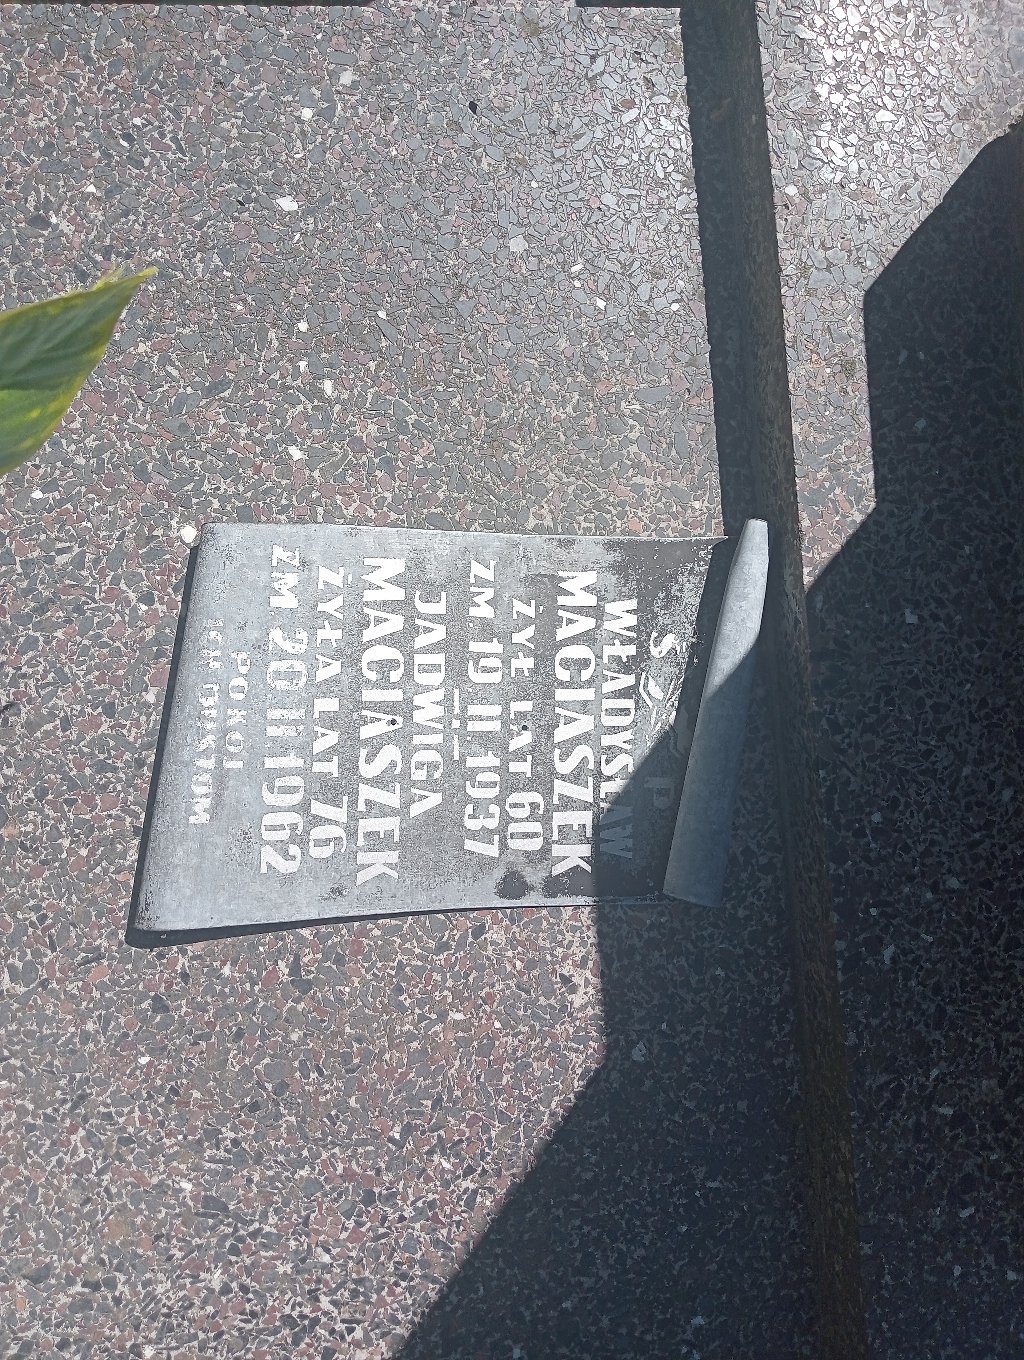 Ś P
WŁADYSŁAW
MACIASZEK
ŻYŁ LAT 60
ZM. 19. II. 1937
I
JADWIGA
MACIASZEK
ŻYŁA LAT 76
ZM. 20 II 1962
POKÓJ
ICH DUSZOM